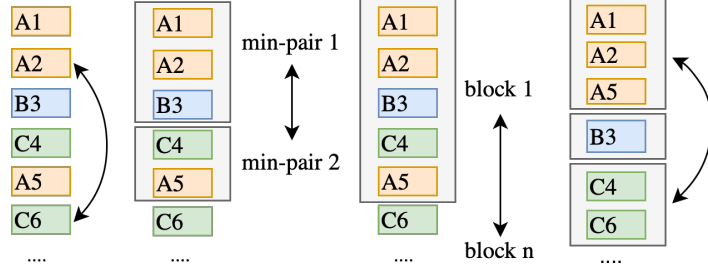 A1
A2
B3
C4
A5
C6
....
A1
A2
B3
C4
A5
C6
....
min-pair 1
min-pair 2
A1
A2
B3
C4
A5
C6
....
block 1
block n
A1
A2
A5
B3
C4
C6
....